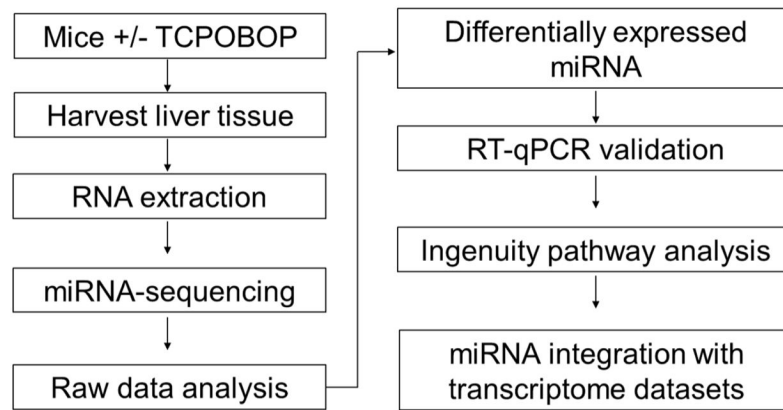 Mice +/- TCPOBOP
Harvest liver tissue
RNA extraction
miRNA-sequencing
Raw data analysis
Differentially expressed
miRNA
RT-qPCR validation
Ingenuity pathway analysis
miRNA integration with
transcriptome datasets